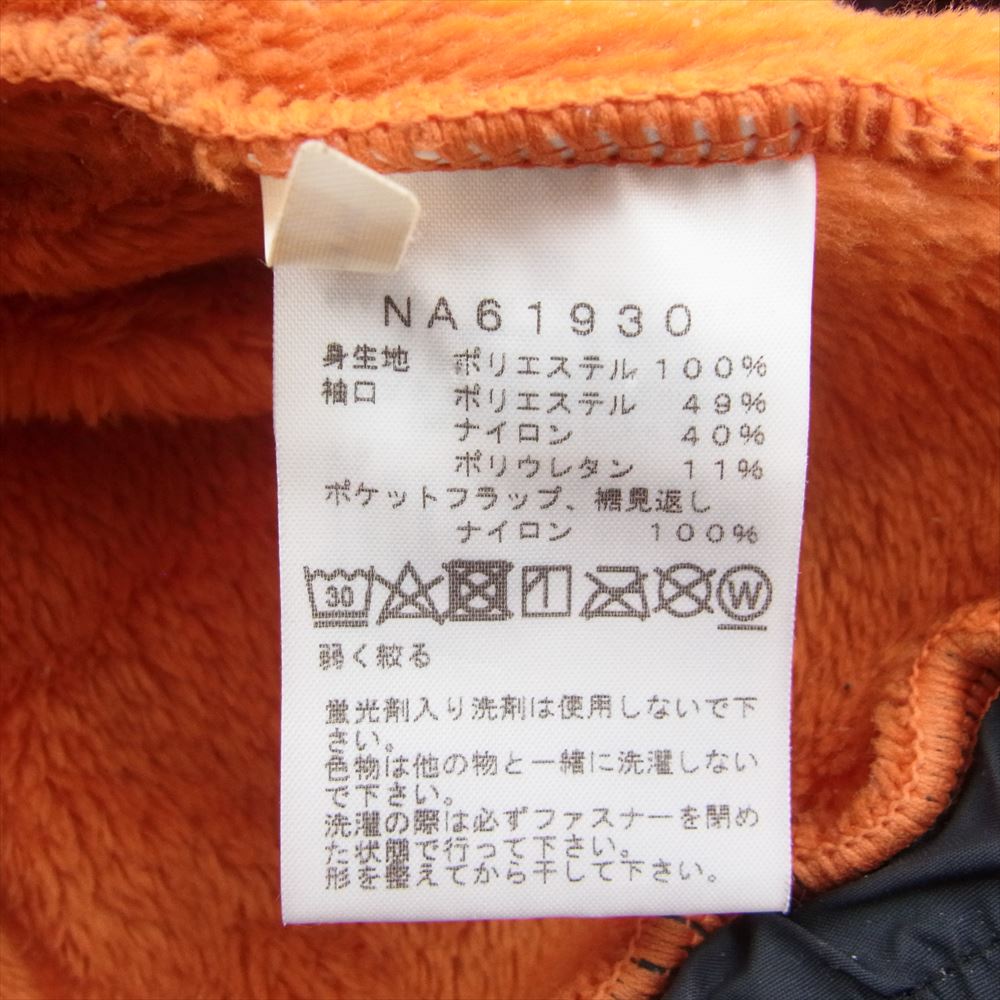 NA61930
身生地 ポリエステル 100%
袖口 ポリエステル 49%
ナイロン 40%
ポリウレタン 11%
ポケットフラップ、裾見返し
ナイロン 100%
30 W
弱く絞る
蛍光剤入り洗剤は使用しないで下
さい。
色物は他の物と一緒に洗濯しない
で下さい。
洗濯の際は必ずファスナーを閉め
た状態で行って下さい。
形を整えてから干して下さい。